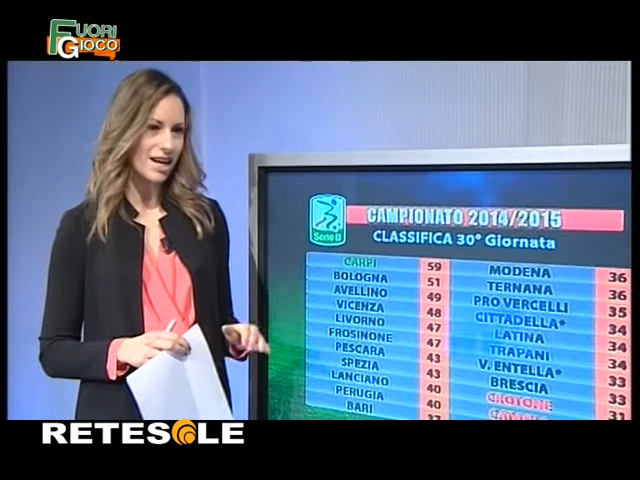 FUORI
GIOCO
Serie B
CAMPIONATO 2014/2015
CLASSIFICA 30° Giornata
CARPI 59
BOLOGNA 51
AVELLINO 49
VICENZA 48
LIVORNO 47
FROSINONE 47
PESCARA 43
SPEZIA 43
LANCIANO 40
PERUGIA 40
BARI 37
MODENA 36
TERNANA 36
PRO VERCELLI 35
CITTADELLA* 34
LATINA 34
TRAPANI 34
V. ENTELLA* 34
BRESCIA 33
CROTONE 33
CATANIA 31
RETESOLE